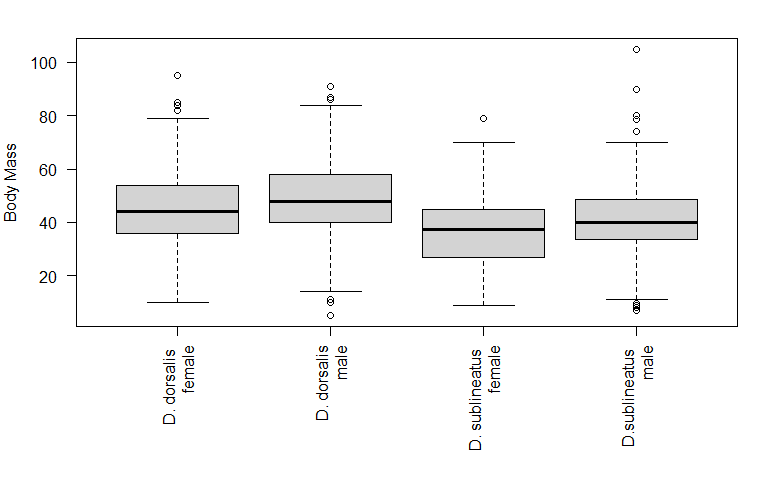 Body Mass
100
80
60
40
20
D. dorsalis
female
D. dorsalis
male
D. sublineatus
female
D.sublineatus
male